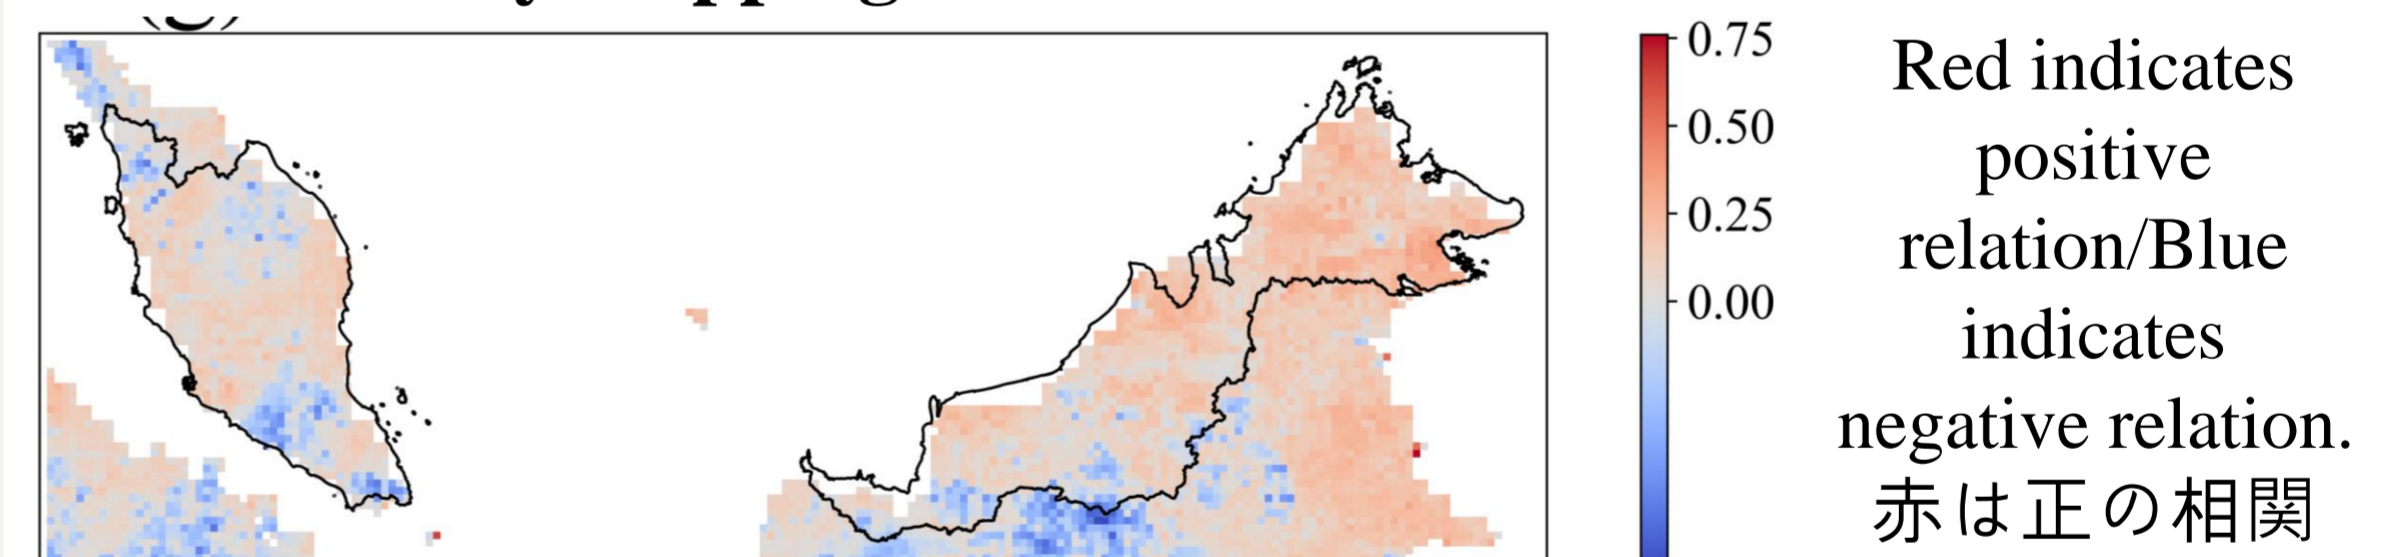 0.75
0.50
0.25
0.00
Red indicates
positive
relation/Blue
indicates
negative relation.
赤は正の相関